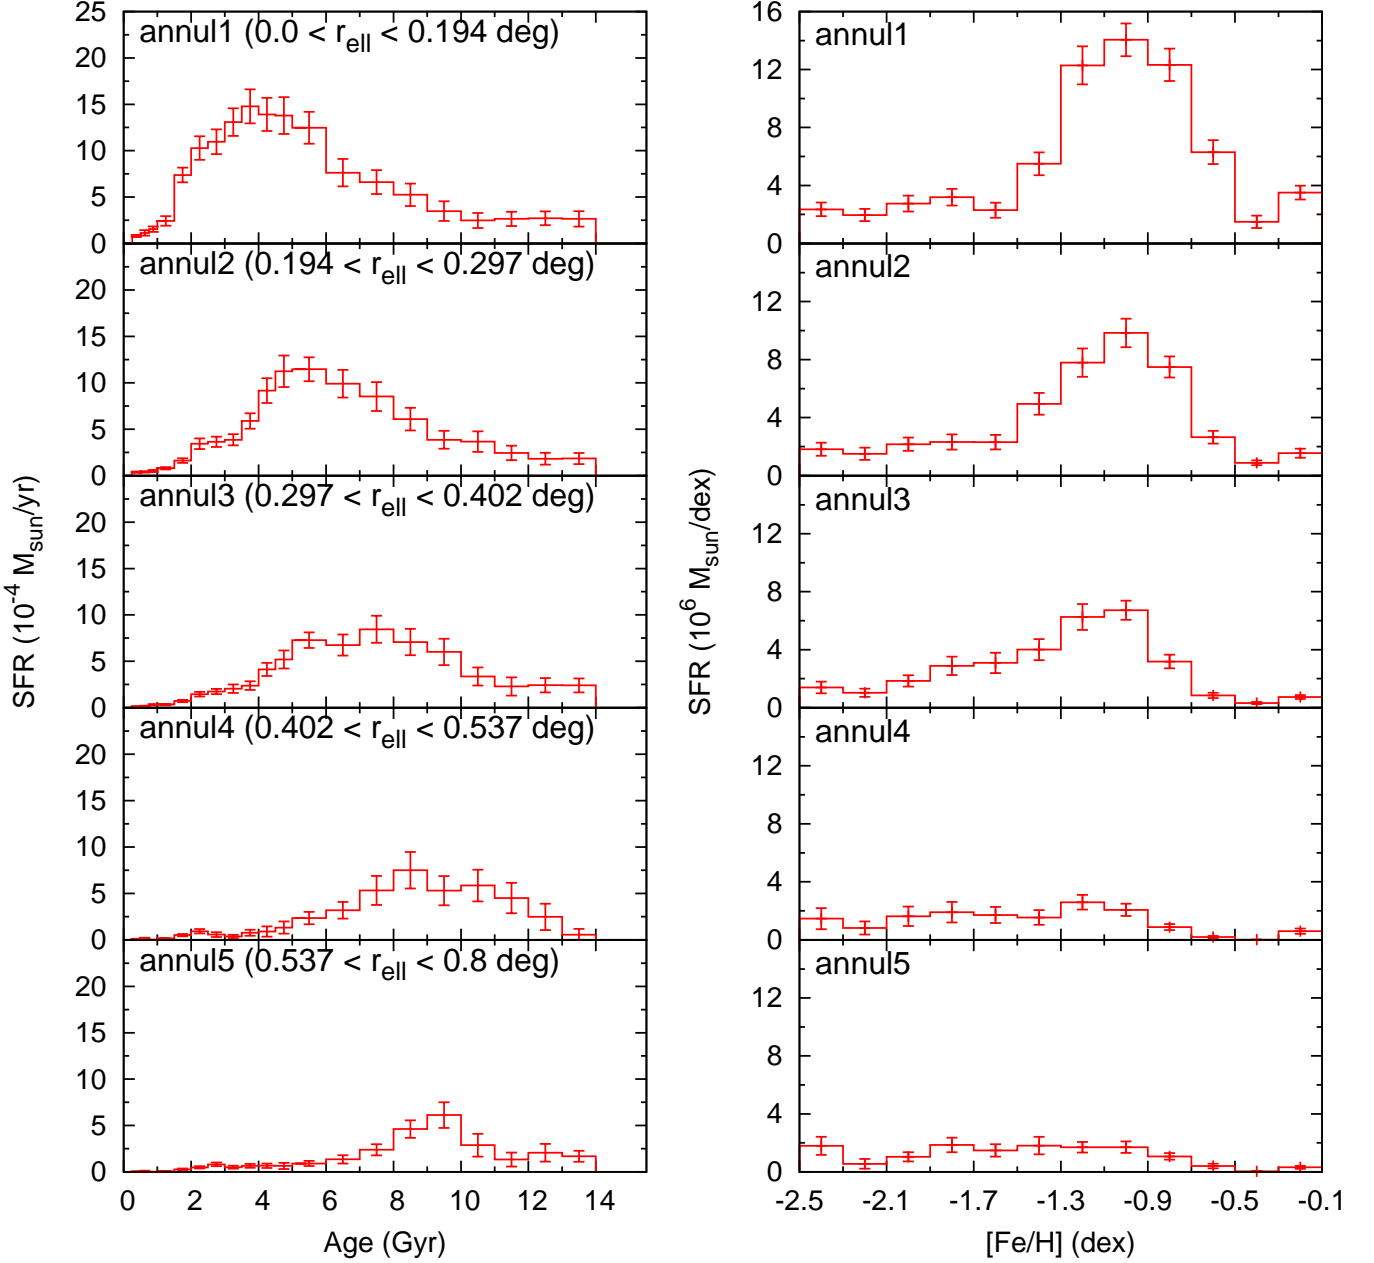 annul1 (0.0 < r_ell < 0.194 deg)
25
20
15
10
5
0
annul2 (0.194 < r_ell < 0.297 deg)
20
15
10
5
0
annul3 (0.297 < r_ell < 0.402 deg)
20
15
10
5
0
annul4 (0.402 < r_ell < 0.537 deg)
20
15
10
5
0
annul5 (0.537 < r_ell < 0.8 deg)
20
15
10
5
0
0 2 4 6 8 10 12 14
Age (Gyr)
SFR (10^-4 M_sun/yr)
annul1
16
12
8
4
0
annul2
12
8
4
0
annul3
12
8
4
0
annul4
12
8
4
0
annul5
12
8
4
0
-2.5 -2.1 -1.7 -1.3 -0.9 -0.5 -0.1
[Fe/H] (dex)
SFR (10^6 M_sun/dex)